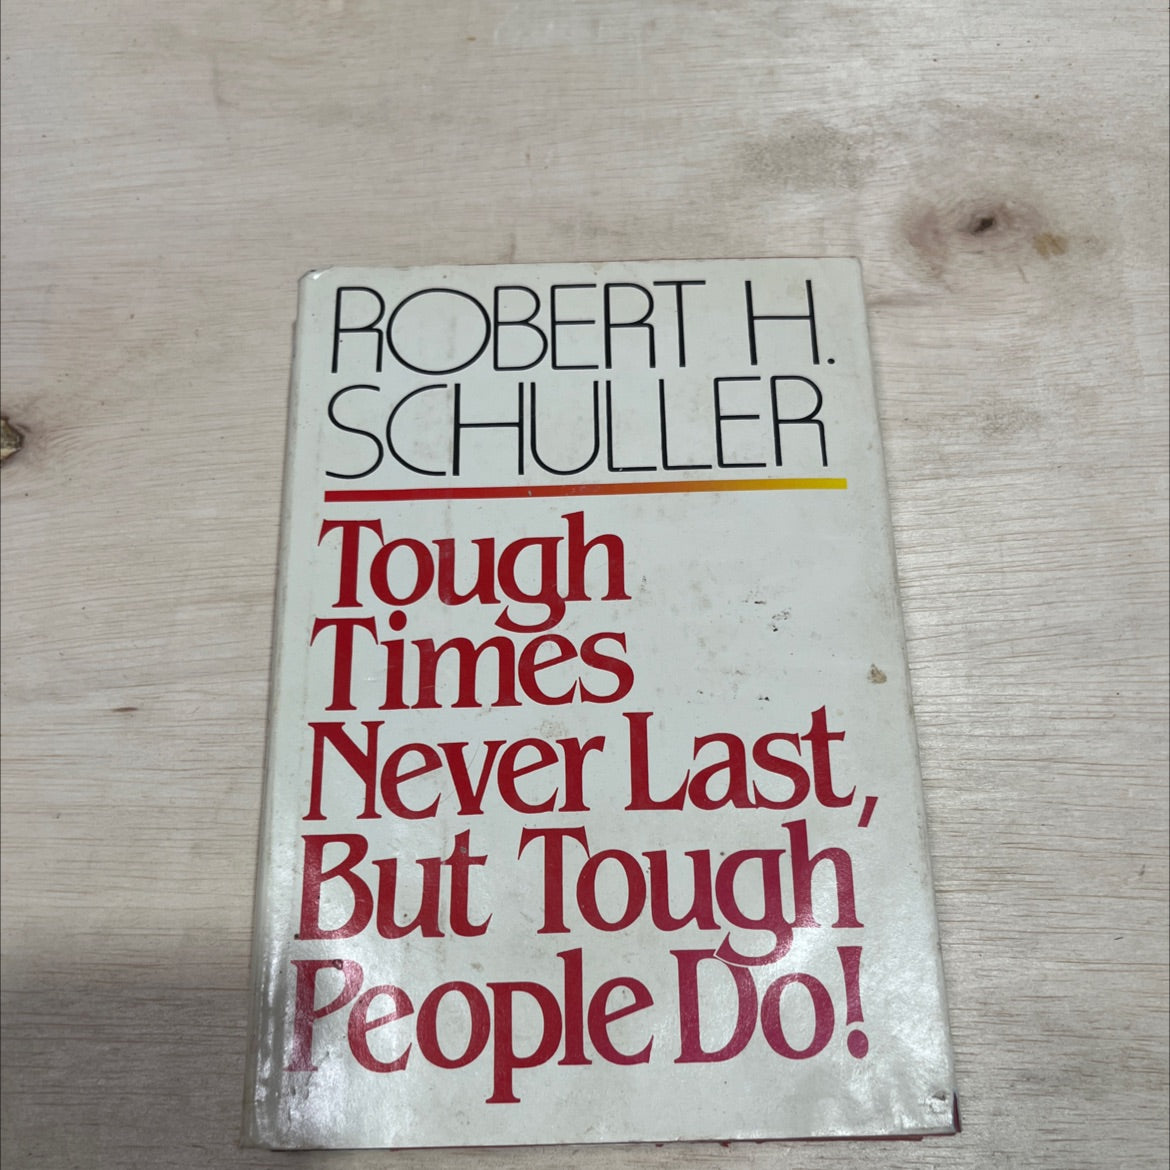 ROBERT H.
SCHULLER
Tough
Times
Never Last,
But Tough
People Do!